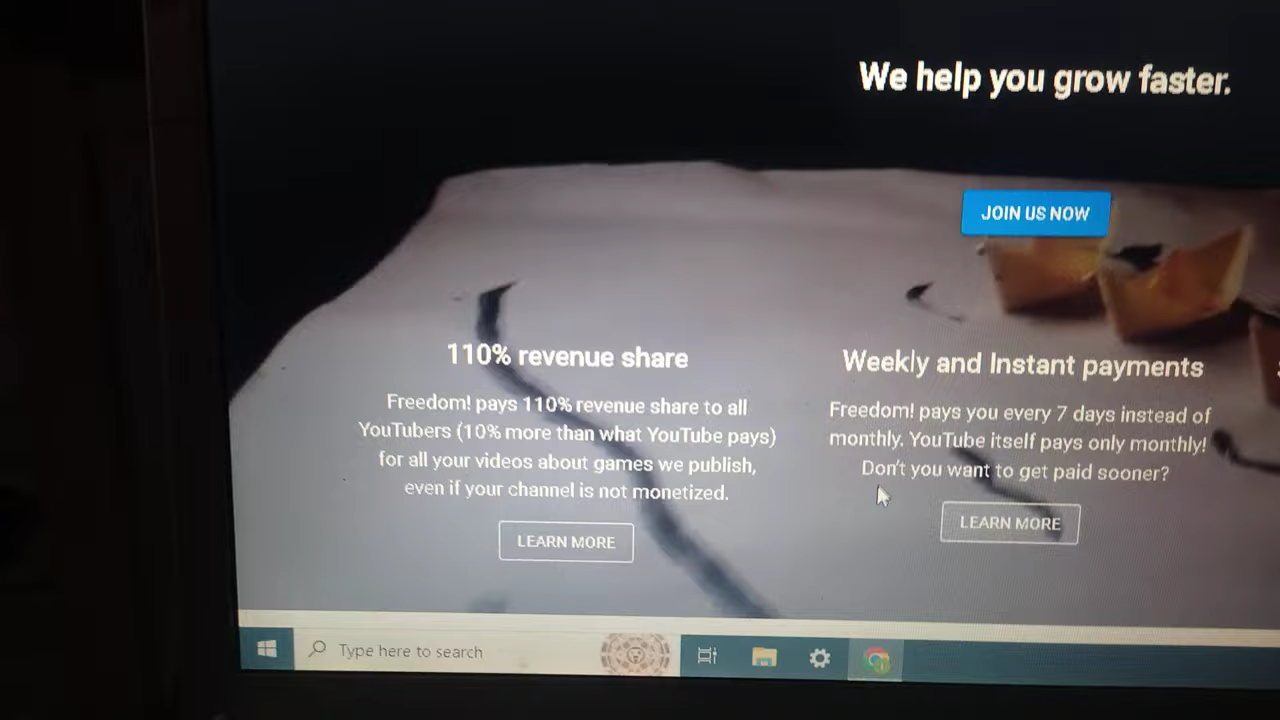 We help you grow faster.
JOIN US NOW
110% revenue share
Freedom! pays 110% revenue share to all
YouTubers (10% more than what YouTube pays)
for all your videos about games we publish,
even if your channel is not monetized.
LEARN MORE
Weekly and Instant payments
Freedom! pays you every 7 days instead of
monthly. YouTube itself pays only monthly!
Don't you want to get paid sooner?
LEARN MORE
Type here to search